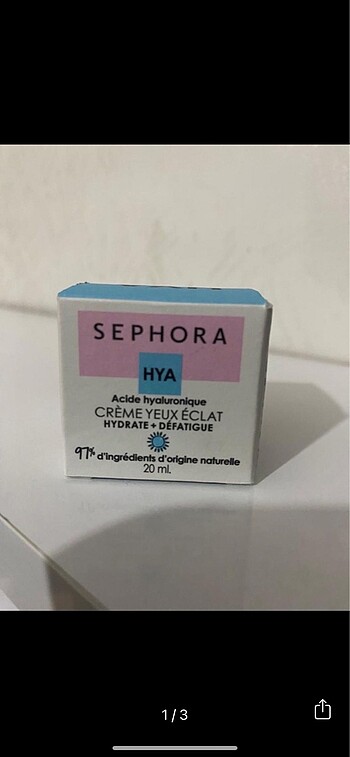 SEPHORA
HYA
Acide hyaluronique
CRÈME YEUX ÉCLAT
HYDRATE + DÉFATIGUE
97% d'ingrédients d'origine naturelle
20 ml.
1/3